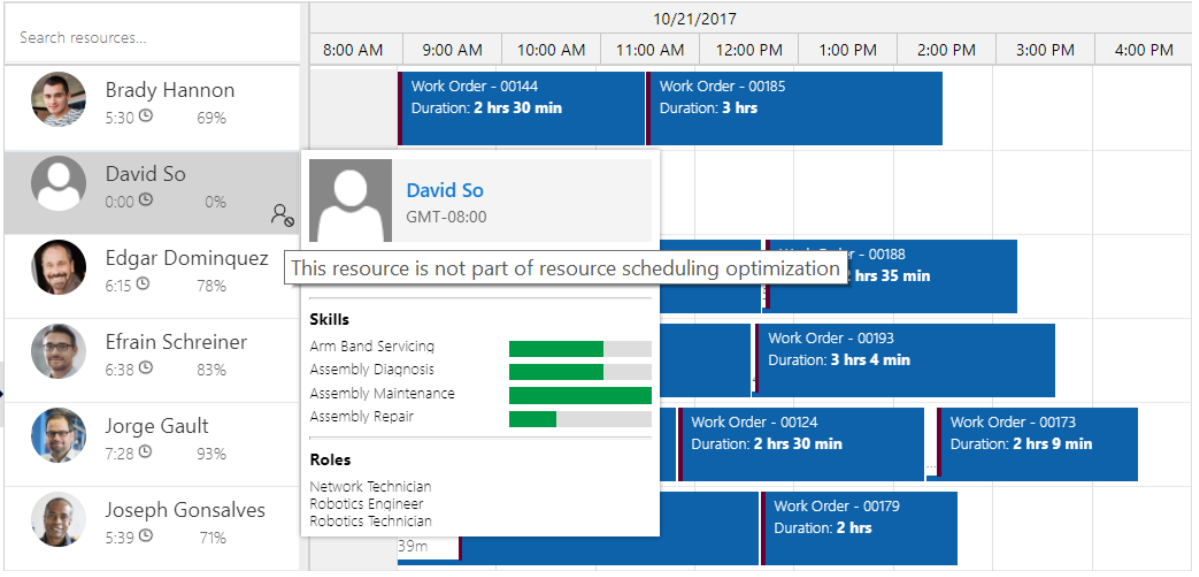 Search resources...
10/21/2017
8:00 AM 9:00 AM 10:00 AM 11:00 AM 12:00 PM 1:00 PM 2:00 PM 3:00 PM 4:00 PM
Brady Hannon
5:30 69%
Work Order - 00144
Duration: 2 hrs 30 min
Work Order - 00185
Duration: 3 hrs
David So
0:00 0%
David So
GMT-08:00
This resource is not part of resource scheduling optimization
Edgar Dominquez
6:15 78%
00188
hrs 35 min
Skills
Arm Band Servicing
Assembly Diagnosis
Assembly Maintenance
Assembly Repair
Efrain Schreiner
6:38 83%
Work Order - 00193
Duration: 3 hrs 4 min
Jorge Gault
7:28 93%
Work Order - 00124
Duration: 2 hrs 30 min
Work Order - 00173
Duration: 2 hrs 9 min
Roles
Network Technician
Robotics Engineer
Robotics Technician
Joseph Gonsalves
5:39 71%
39m
Work Order - 00179
Duration: 2 hrs